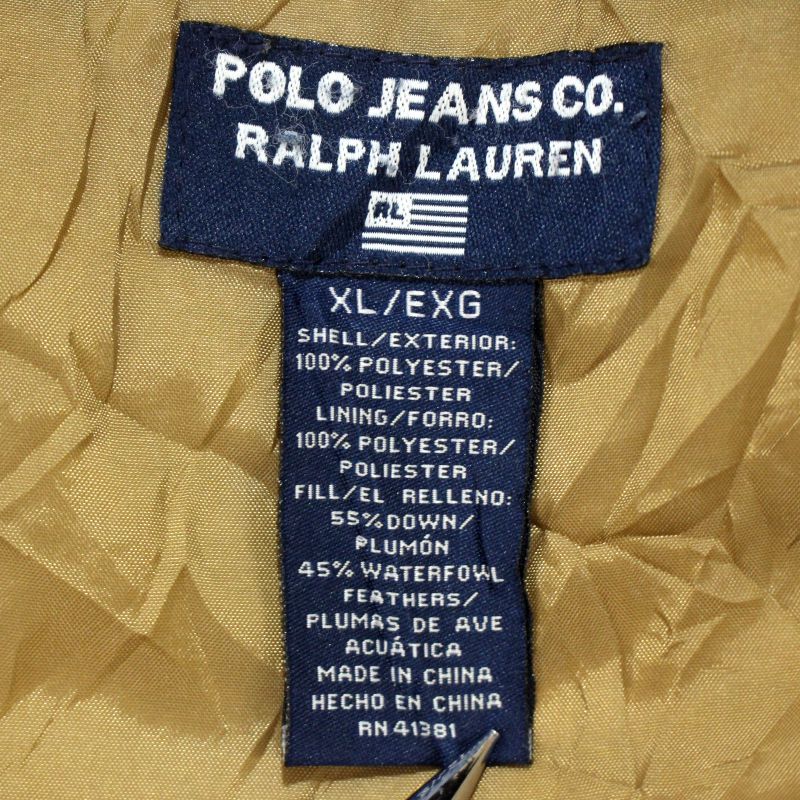 POLO JEANS CO.
RALPH LAUREN
RL
XL/EXG
SHELL/EXTERIOR:
100% POLYESTER/
POLIESTER
LINING/FORRO:
100% POLYESTER/
POLIESTER
FILL/EL RELLENO:
55% DOWN/
PLUMÓN
45% WATERFOWL
FEATHERS/
PLUMAS DE AVE
ACUÁTICA
MADE IN CHINA
HECHO EN CHINA
RN 41381